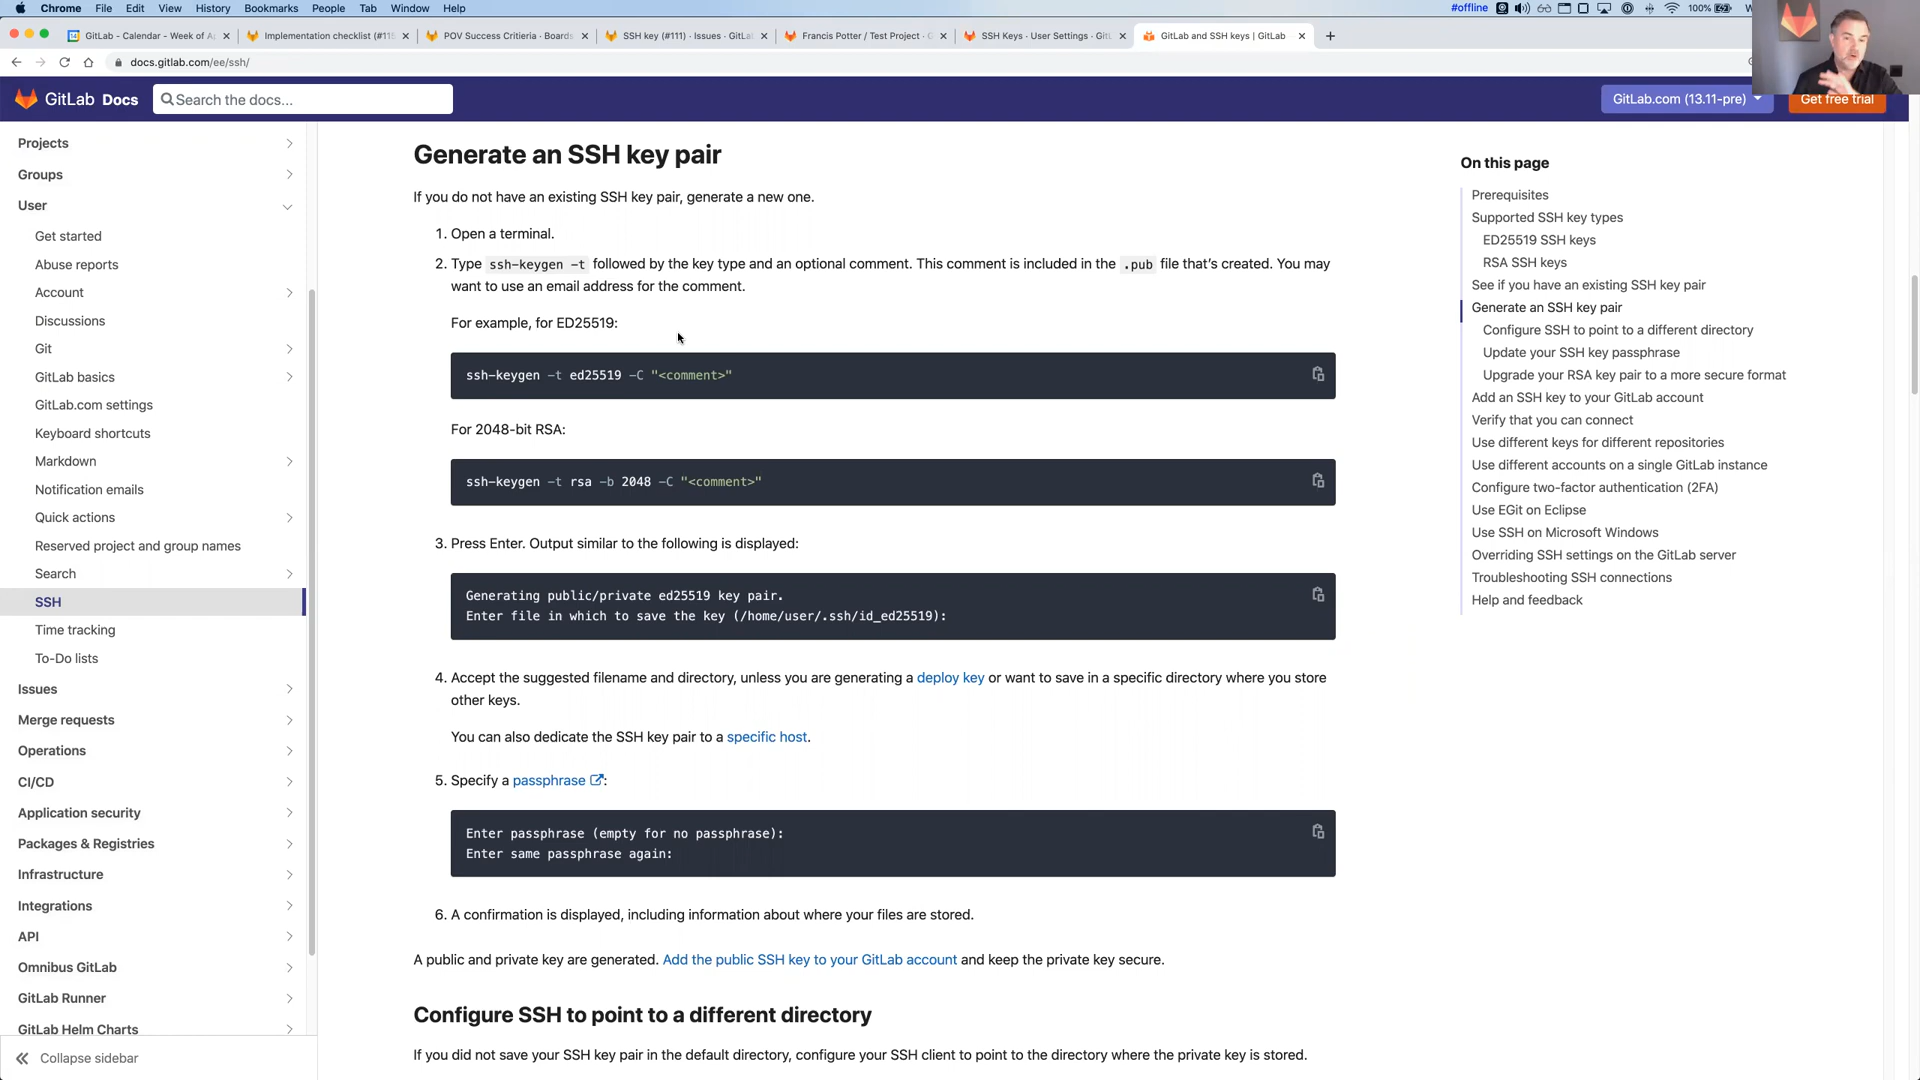 Chrome File Edit View History Bookmarks People Tab Window Help
#offline 100%
GitLab - Calendar - Week of A
Implementation checklist (#115
POV Success Critieria · Boards
SSH key (#111) · Issues · GitLa
Francis Potter / Test Project · G
SSH Keys · User Settings · GitL
GitLab and SSH keys | GitLab
docs.gitlab.com/ee/ssh/
GitLab Docs
Search the docs...
GitLab.com (13.11-pre)
Get free trial
Projects
Groups
User
Get started
Abuse reports
Account
Discussions
Git
GitLab basics
GitLab.com settings
Keyboard shortcuts
Markdown
Notification emails
Quick actions
Reserved project and group names
Search
SSH
Time tracking
To-Do lists
Issues
Merge requests
Operations
CI/CD
Application security
Packages & Registries
Infrastructure
Integrations
API
Omnibus GitLab
GitLab Runner
GitLab Helm Charts
Collapse sidebar
Generate an SSH key pair
If you do not have an existing SSH key pair, generate a new one.
1. Open a terminal.
2. Type ssh-keygen -t followed by the key type and an optional comment. This comment is included in the .pub file that's created. You may
want to use an email address for the comment.
For example, for ED25519:
ssh-keygen -t ed25519 -C "<comment>"
For 2048-bit RSA:
ssh-keygen -t rsa -b 2048 -C "<comment>"
3. Press Enter. Output similar to the following is displayed:
Generating public/private ed25519 key pair.
Enter file in which to save the key (/home/user/.ssh/id_ed25519):
4. Accept the suggested filename and directory, unless you are generating a deploy key or want to save in a specific directory where you store
other keys.
You can also dedicate the SSH key pair to a specific host.
5. Specify a passphrase :
Enter passphrase (empty for no passphrase):
Enter same passphrase again:
6. A confirmation is displayed, including information about where your files are stored.
A public and private key are generated. Add the public SSH key to your GitLab account and keep the private key secure.
Configure SSH to point to a different directory
If you did not save your SSH key pair in the default directory, configure your SSH client to point to the directory where the private key is stored.
On this page
Prerequisites
Supported SSH key types
ED25519 SSH keys
RSA SSH keys
See if you have an existing SSH key pair
Generate an SSH key pair
Configure SSH to point to a different directory
Update your SSH key passphrase
Upgrade your RSA key pair to a more secure format
Add an SSH key to your GitLab account
Verify that you can connect
Use different keys for different repositories
Use different accounts on a single GitLab instance
Configure two-factor authentication (2FA)
Use EGit on Eclipse
Use SSH on Microsoft Windows
Overriding SSH settings on the GitLab server
Troubleshooting SSH connections
Help and feedback